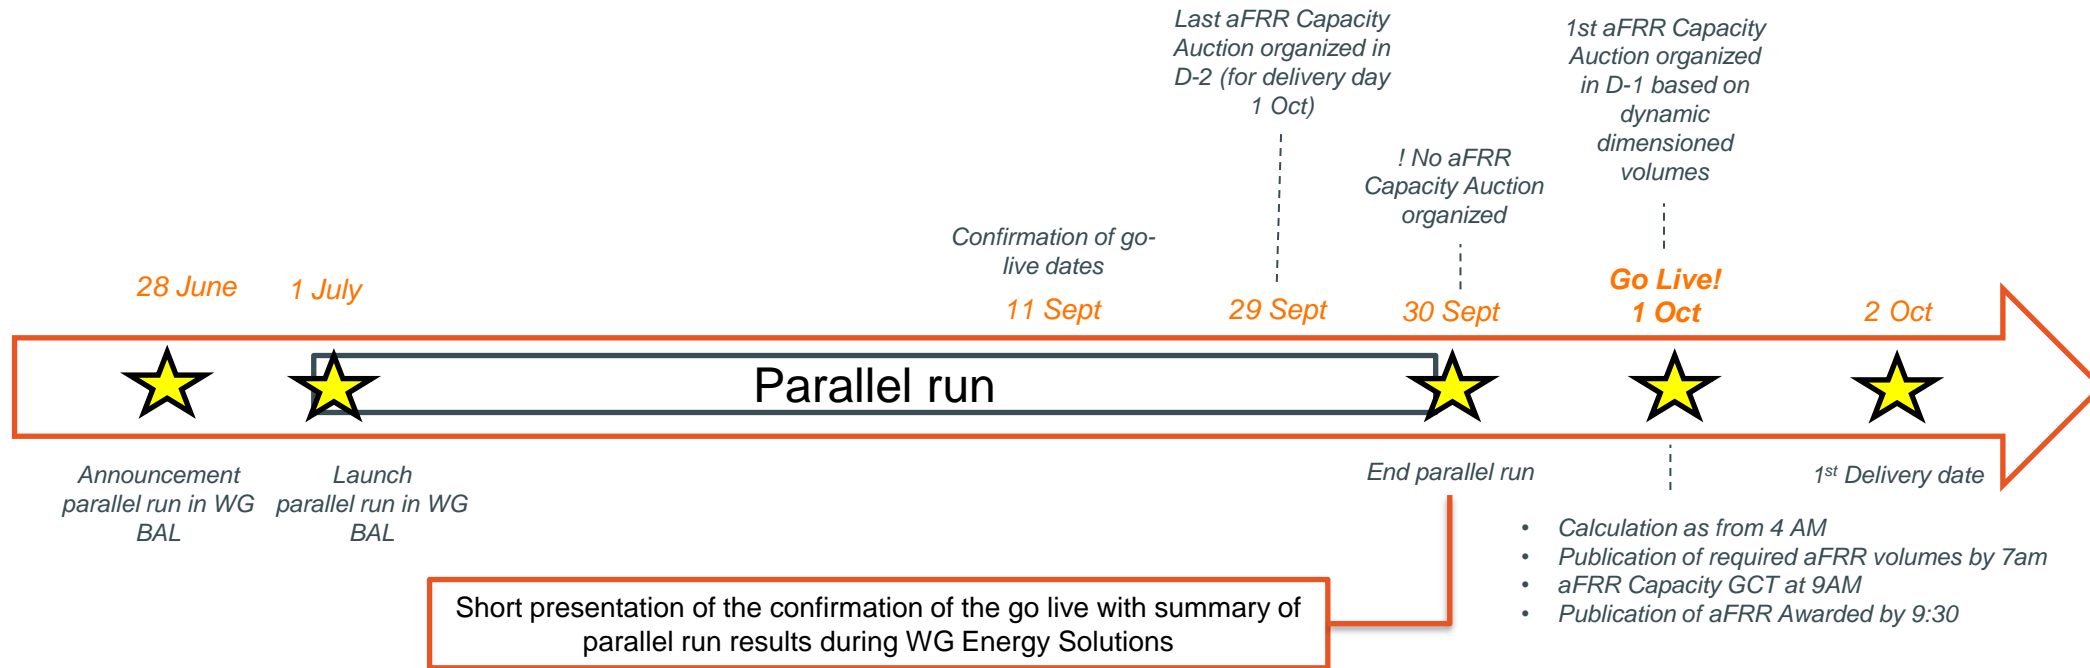 Last aFRR Capacity
Auction organized in
D-2 (for delivery day
1 Oct)
1st aFRR Capacity
Auction organized
in D-1 based on
dynamic
dimensioned
volumes
! No aFRR
Capacity Auction
organized
Confirmation of go-
live dates
28 June
1 July
11 Sept
29 Sept
30 Sept
Go Live!
1 Oct
2 Oct
Parallel run
Announcement
parallel run in WG
BAL
Launch
parallel run in WG
BAL
End parallel run
1st Delivery date
• Calculation as from 4 AM
• Publication of required aFRR volumes by 7am
• aFRR Capacity GCT at 9AM
• Publication of aFRR Awarded by 9:30
Short presentation of the confirmation of the go live with summary of
parallel run results during WG Energy Solutions